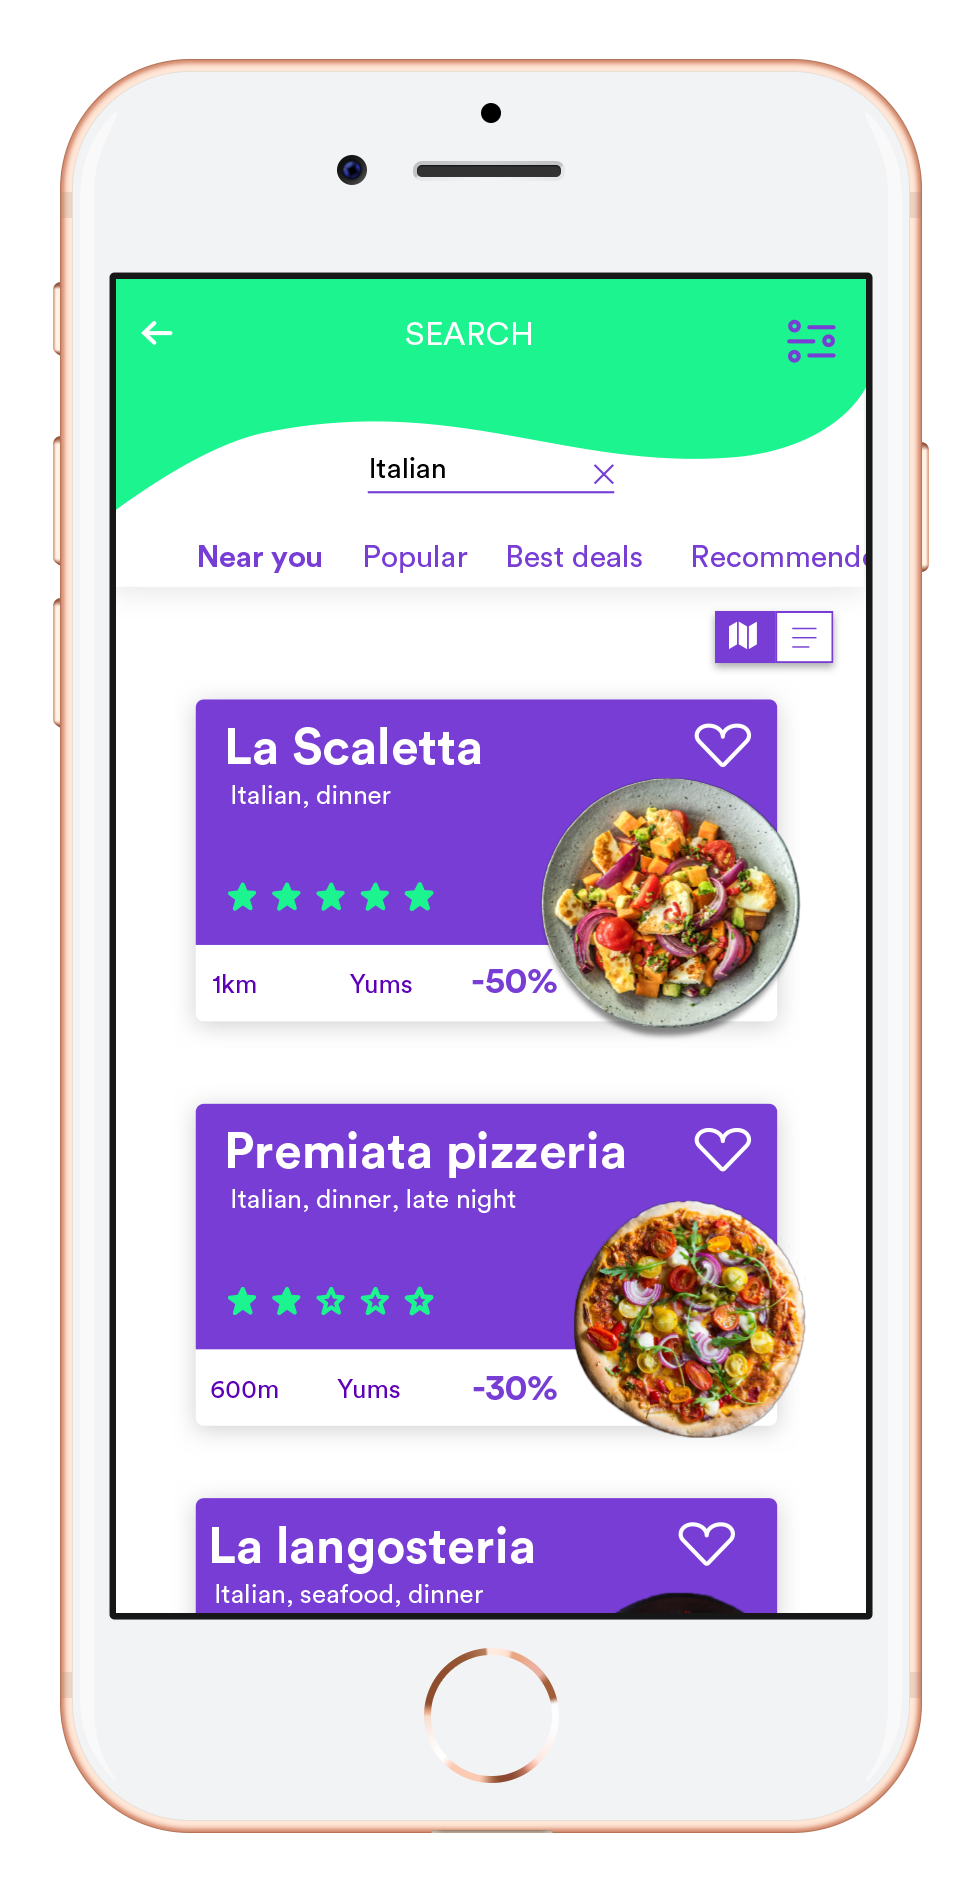 SEARCH
Italian
Near you Popular Best deals Recommende
La Scaletta
Italian, dinner
1km Yums -50%
Premiata pizzeria
Italian, dinner, late night
600m Yums -30%
La langosteria
Italian, seafood, dinner